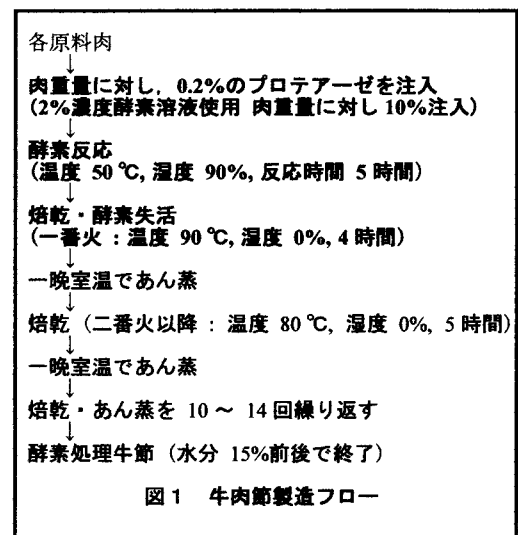 各原料肉
↓
肉重量に対し，0.2%のプロテアーゼを注入
(2%濃度酵素溶液使用 肉重量に対し10%注入)
↓
酵素反応
(温度 50 ℃, 湿度 90%, 反応時間 5 時間)
↓
焙乾・酵素失活
(一番火 : 温度 90 ℃, 湿度 0%, 4 時間)
↓
一晩室温であん蒸
↓
焙乾 (二番火以降 : 温度 80 ℃, 湿度 0%, 5 時間)
↓
一晩室温であん蒸
↓
焙乾・あん蒸を 10 ～ 14 回繰り返す
↓
酵素処理牛節 (水分 15%前後で終了)
図1 牛肉節製造フロー